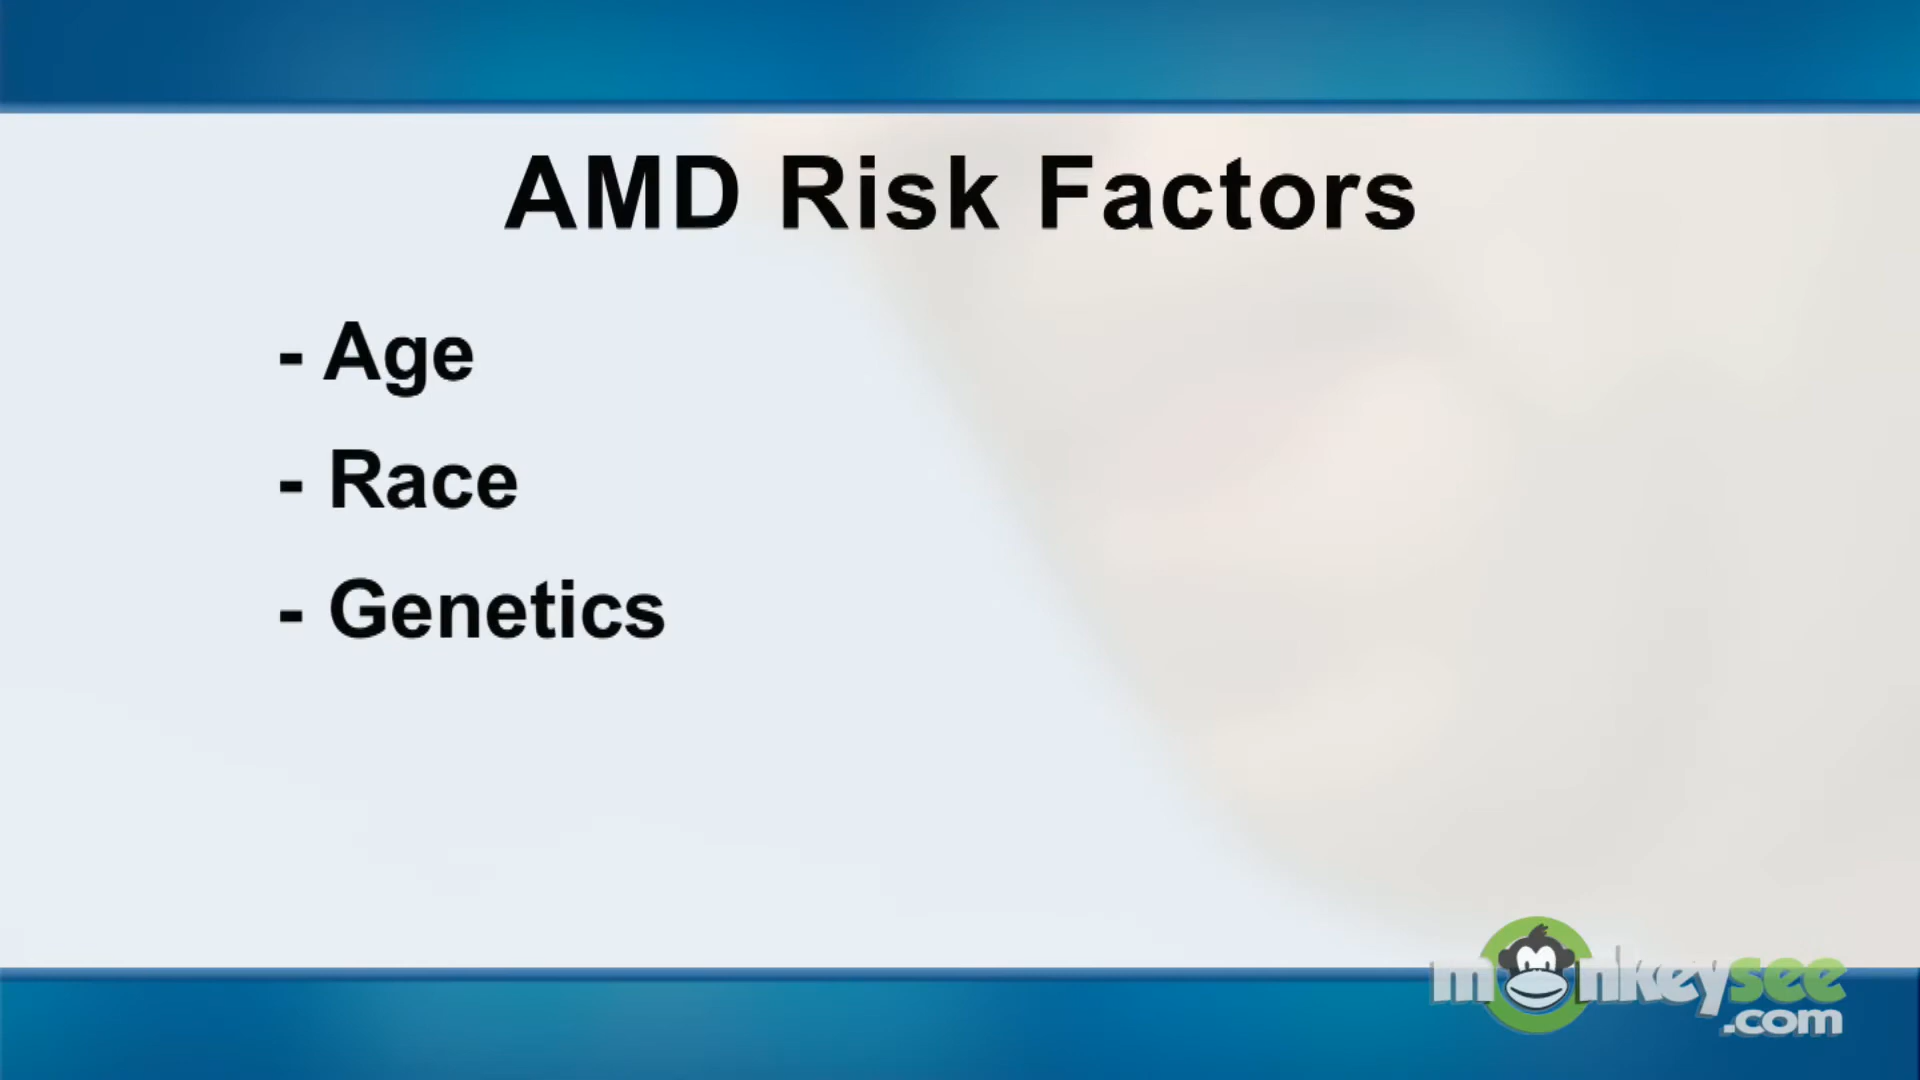 AMD Risk Factors
- Age
- Race
- Genetics
monkeysee
.com